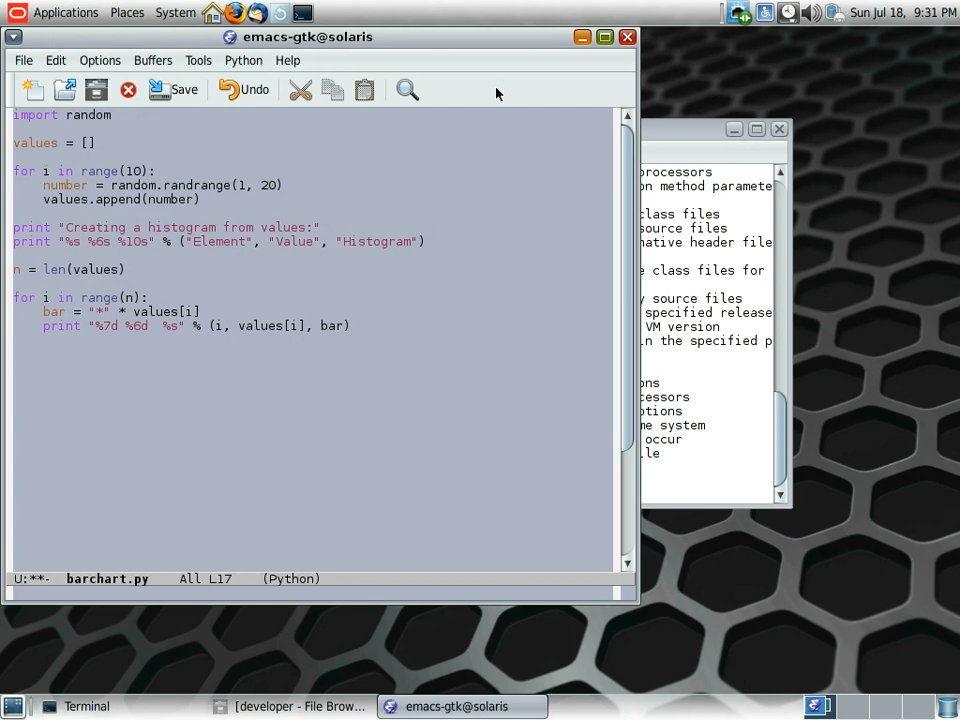 Applications Places System
Sun Jul 18, 9:31 PM
emacs-gtk@solaris
File Edit Options Buffers Tools Python Help
Save Undo
import random
values = []
for i in range(10):
    number = random.randrange(1, 20)
    values.append(number)
print "Creating a histogram from values:"
print "%s %6s %10s" % ("Element", "Value", "Histogram")
n = len(values)
for i in range(n):
    bar = "*" * values[i]
    print "%7d %6d  %s" % (i, values[i], bar)
U:**- barchart.py All L17 (Python)
processors
on method paramete
class files
source files
native header file
e class files for
y source files
specified release
VM version
in the specified p
ons
cessors
ptions
me system
occur
le
Terminal
[developer - File Brow...
emacs-gtk@solaris